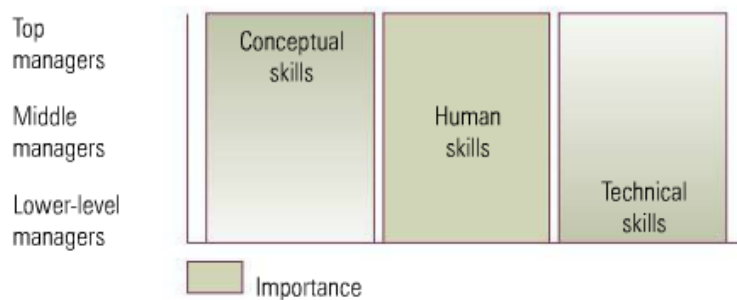 Top
managers
Middle
managers
Lower-level
managers
Conceptual
skills
Human
skills
Technical
skills
Importance